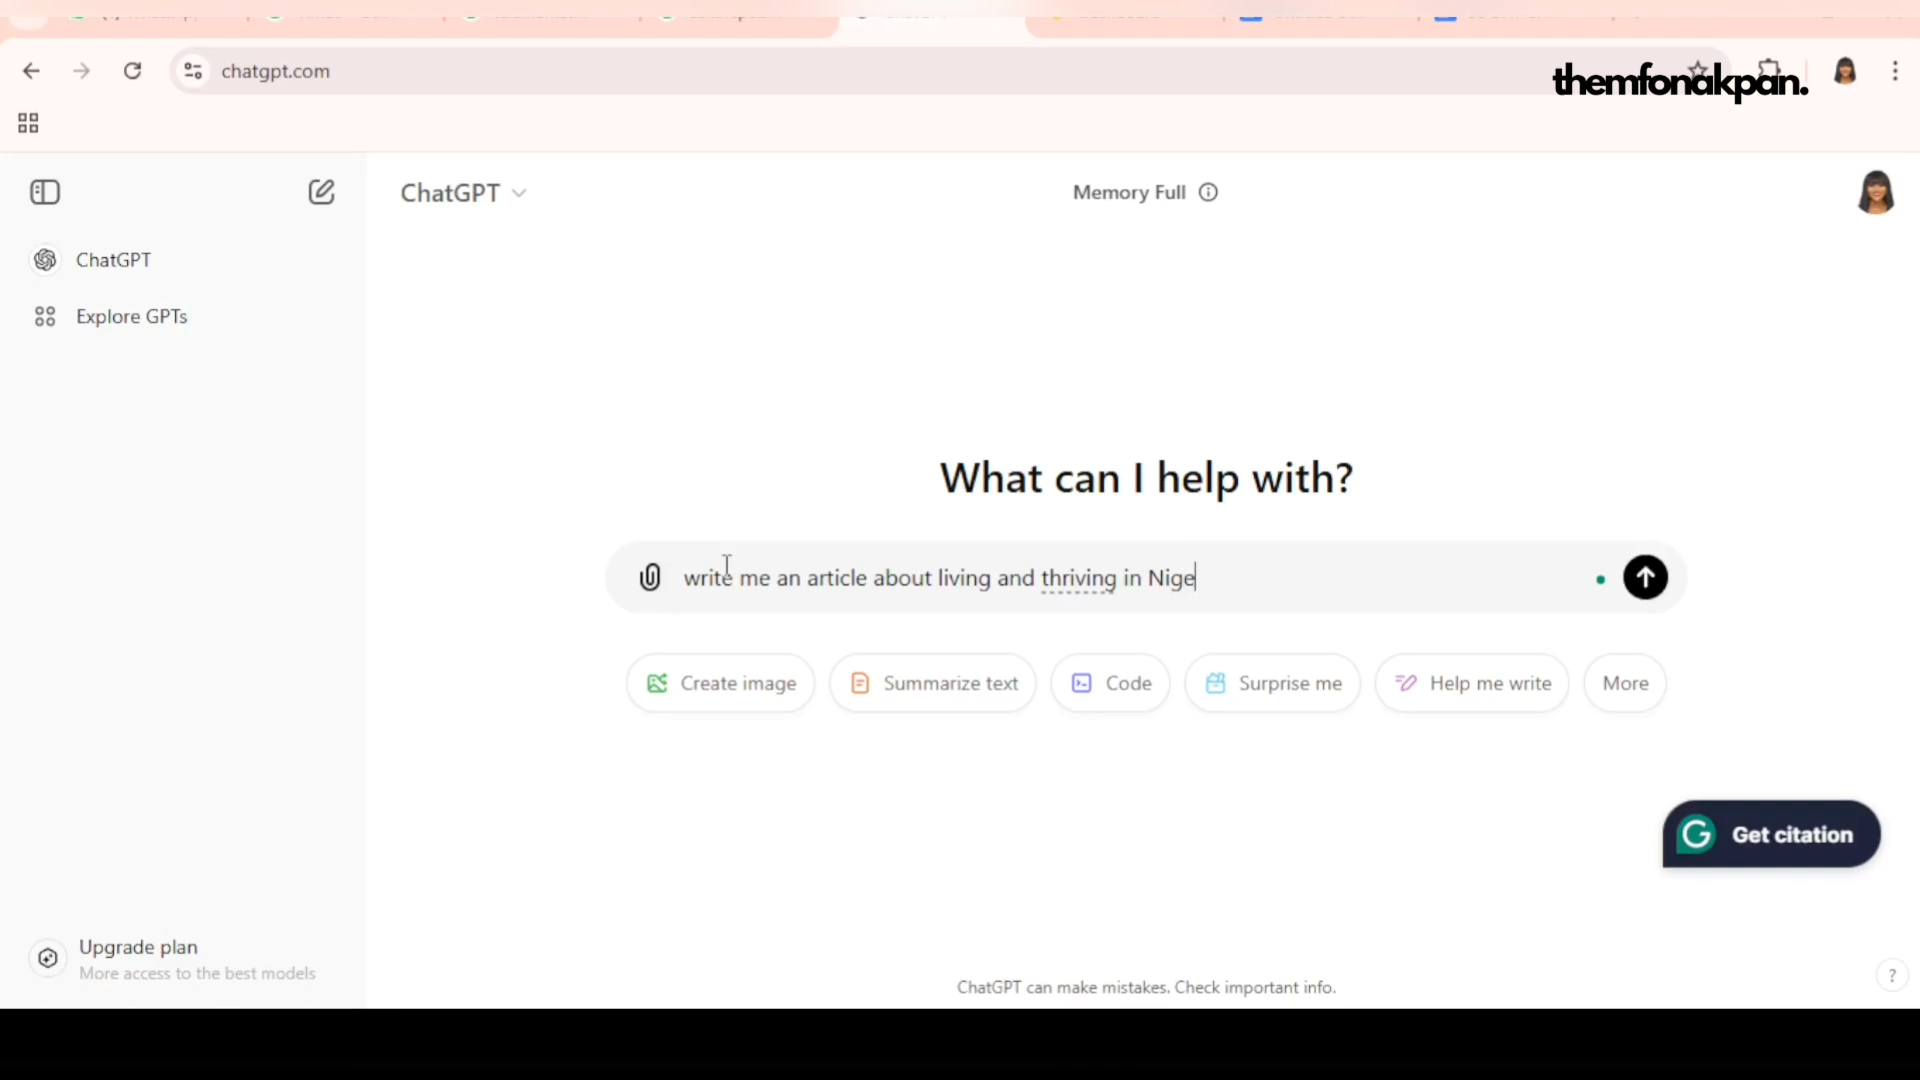 chatgpt.com
themfonakpan.
ChatGPT
Memory Full
ChatGPT
Explore GPTs
What can I help with?
write me an article about living and thriving in Nige
Create image
Summarize text
Code
Surprise me
Help me write
More
Get citation
Upgrade plan
More access to the best models
ChatGPT can make mistakes. Check important info.
?